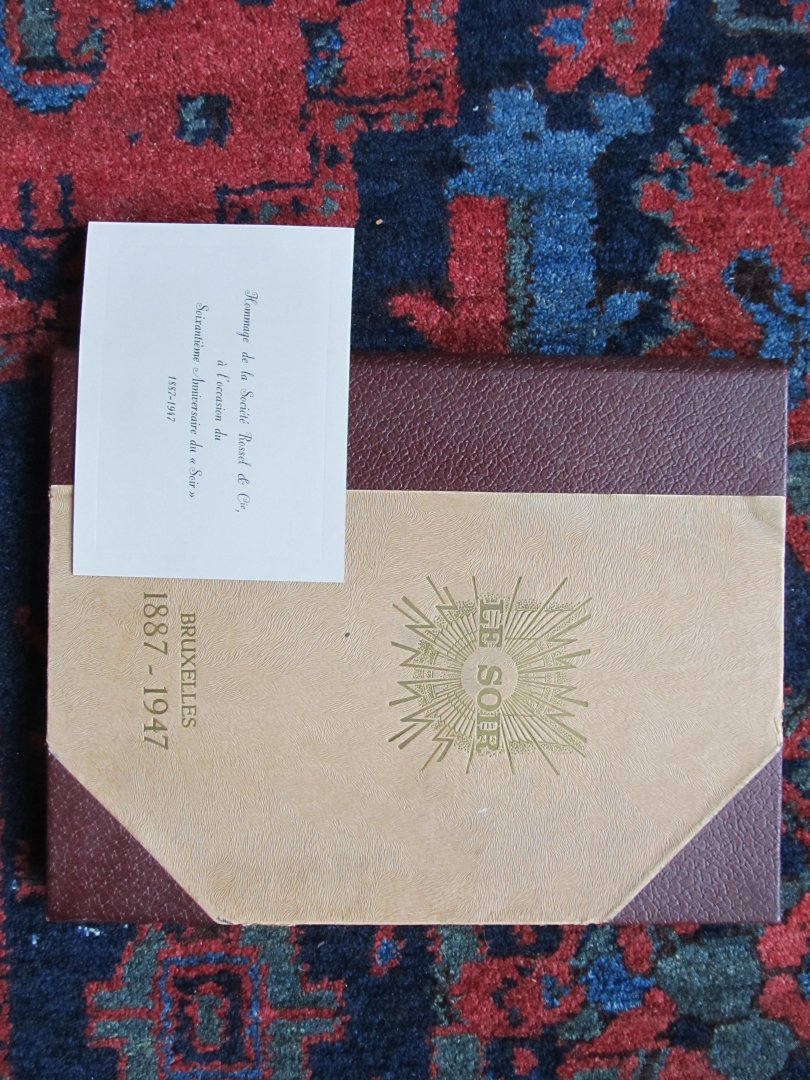 Hommage de la Société Rossel & Cie,
à l'occasion du
Soixantième Anniversaire du « Soir »
1887-1947
LE SOIR
BRUXELLES
1887 - 1947